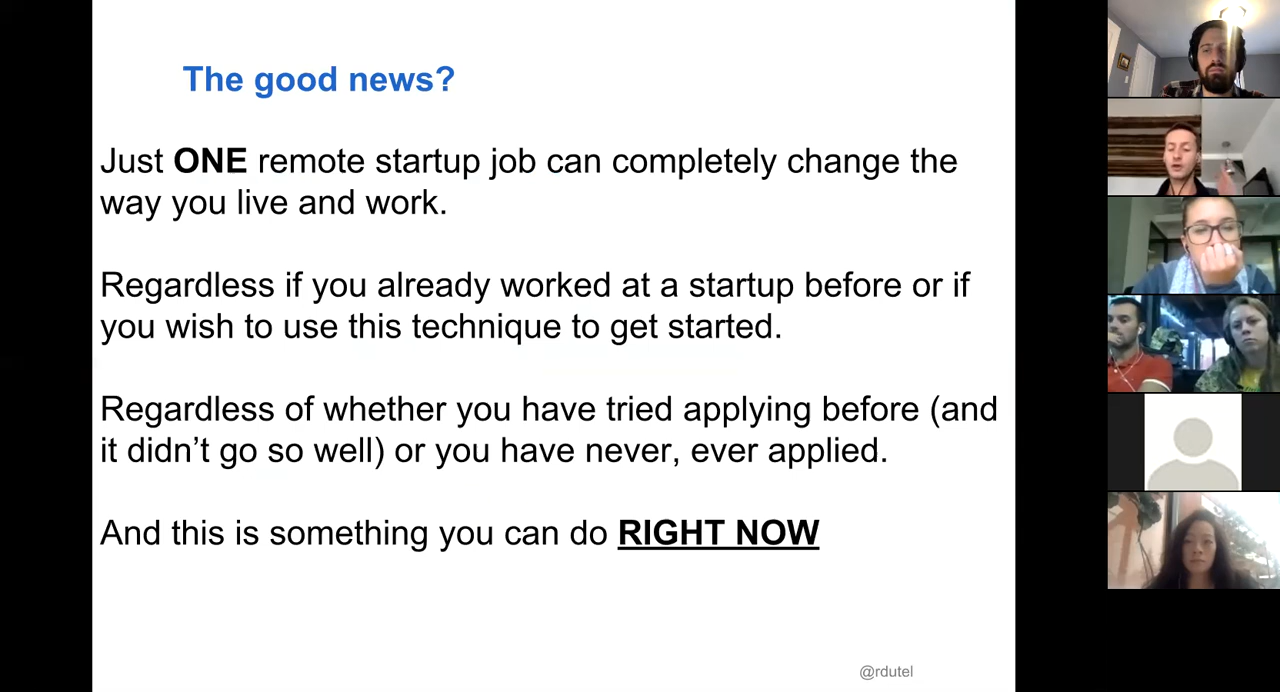 The good news?
Just ONE remote startup job can completely change the
way you live and work.
Regardless if you already worked at a startup before or if
you wish to use this technique to get started.
Regardless of whether you have tried applying before (and
it didn’t go so well) or you have never, ever applied.
And this is something you can do RIGHT NOW
@rdutel